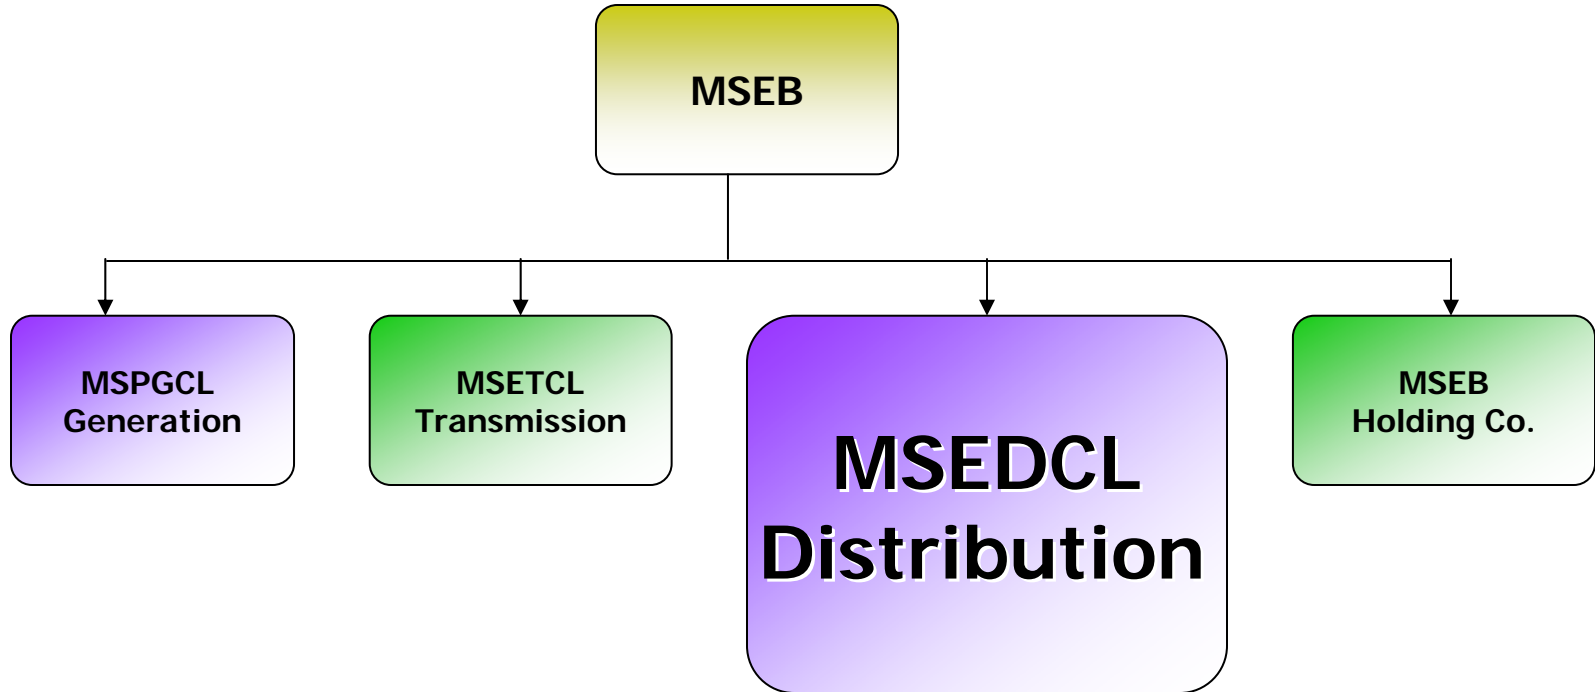 MSEB
MSPGCL
Generation
MSETCL
Transmission
MSEDCL
Distribution
MSEB
Holding Co.